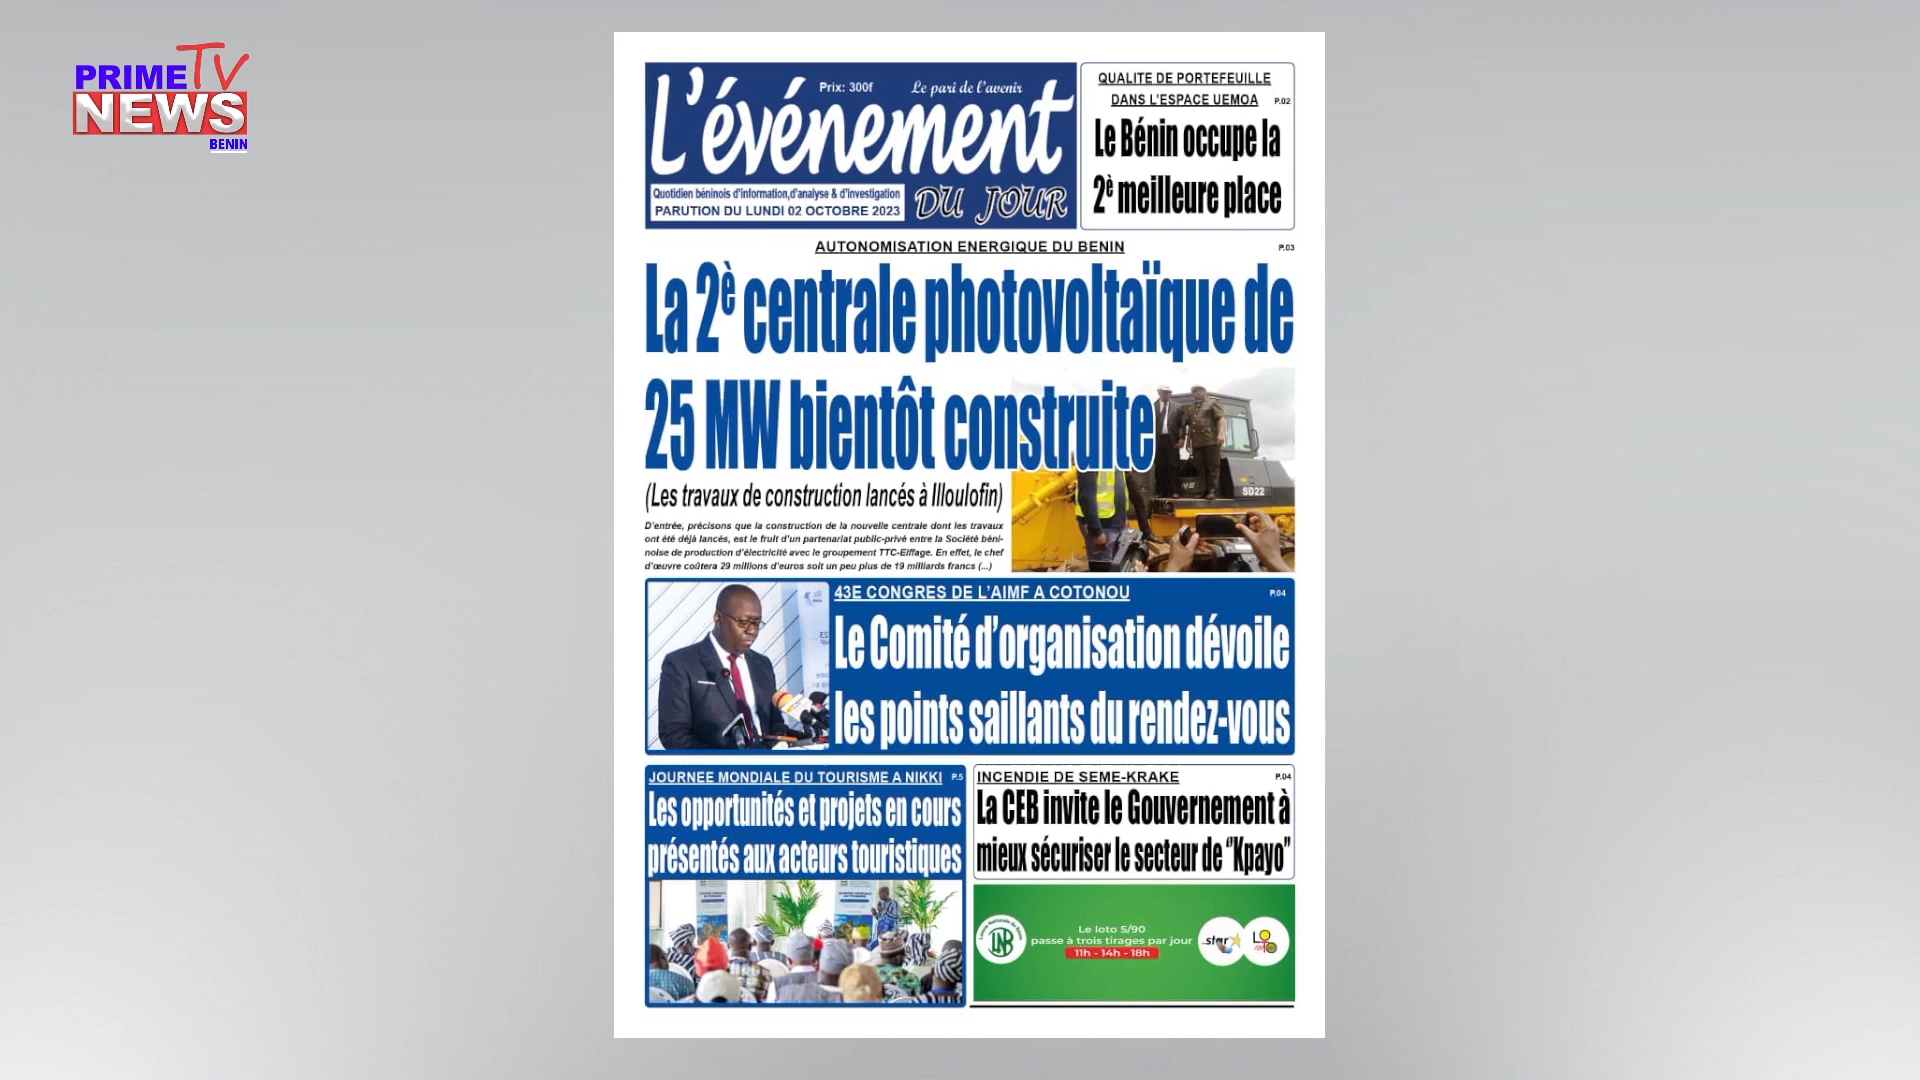 PRIME TV
NEWS
BENIN
Prix: 300f
Le pari de l'avenir
L'événement
DU JOUR
Quotidien béninois d'information,d'analyse & d'investigation
PARUTION DU LUNDI 02 OCTOBRE 2023
QUALITE DE PORTEFEUILLE
DANS L'ESPACE UEMOA P.02
Le Bénin occupe la
2è meilleure place
AUTONOMISATION ENERGIQUE DU BENIN P.03
La 2è centrale photovoltaïque de
25 MW bientôt construite
(Les travaux de construction lancés à Illoulofin)
D'entrée, précisons que la construction de la nouvelle centrale dont les travaux
ont été déjà lancés, est le fruit d'un partenariat public-privé entre la Société béni-
noise de production d'électricité avec le groupement TTC-Eiffage. En effet, le chef
d'œuvre coûtera 29 millions d'euros soit un peu plus de 19 milliards francs (...)
SD22
43E CONGRES DE L'AIMF A COTONOU P.04
Le Comité d'organisation dévoile
les points saillants du rendez-vous
JOURNEE MONDIALE DU TOURISME A NIKKI P.5
Les opportunités et projets en cours
présentés aux acteurs touristiques
INCENDIE DE SEME-KRAKE P.04
La CEB invite le Gouvernement à
mieux sécuriser le secteur de "Kpayo"
LNB
Le loto 5/90
passe à trois tirages par jour
11h - 14h - 18h
star